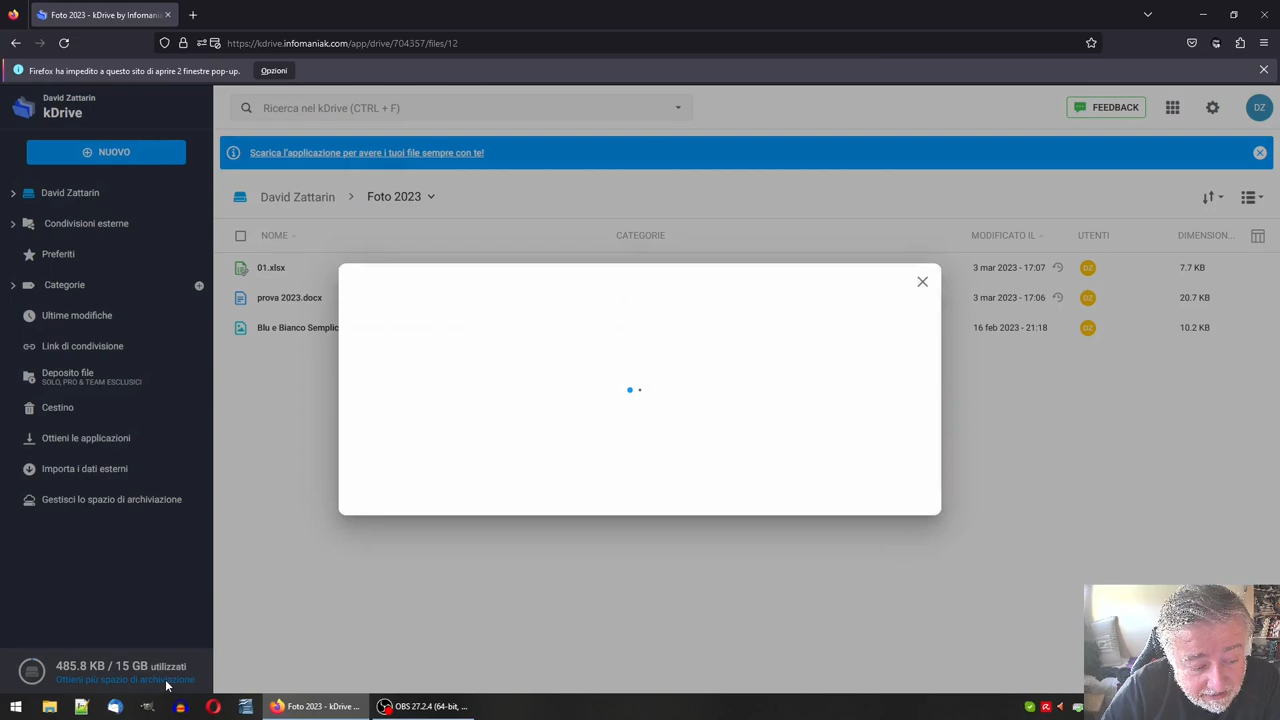 Foto 2023 - kDrive by Infomani
https://kdrive.infomaniak.com/app/drive/704357/files/12
Firefox ha impedito a questo sito di aprire 2 finestre pop-up.
Opzioni
David Zattarin
kDrive
Ricerca nel kDrive (CTRL + F)
FEEDBACK
DZ
NUOVO
Scarica l'applicazione per avere i tuoi file sempre con te!
David Zattarin
David Zattarin > Foto 2023
Condivisioni esterne
Preferiti
NOME
CATEGORIE
MODIFICATO IL
UTENTI
DIMENSION...
01.xlsx
3 mar 2023 - 17:07
DZ
7.7 KB
prova 2023.docx
3 mar 2023 - 17:06
DZ
20.7 KB
Blu e Bianco Semplic
16 feb 2023 - 21:18
DZ
10.2 KB
Categorie
Ultime modifiche
Link di condivisione
Deposito file
SOLO, PRO & TEAM ESCLUSICI
Cestino
Ottieni le applicazioni
Importa i dati esterni
Gestisci lo spazio di archiviazione
485.8 KB / 15 GB utilizzati
Ottieni più spazio di archiviazione
Foto 2023 - kDrive ...
OBS 27.2.4 (64-bit, ...